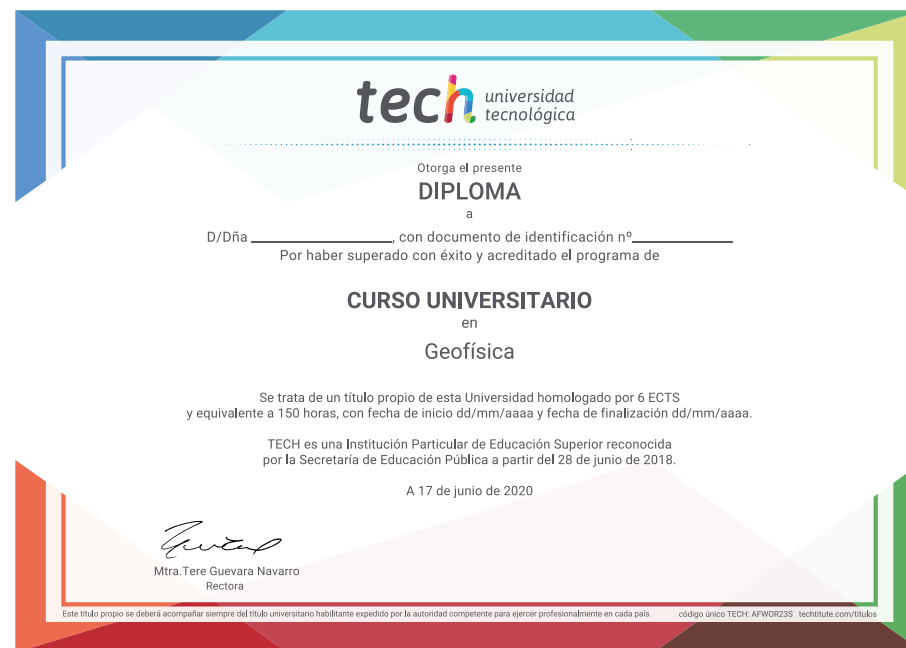 tech universidad
tecnológica
Otorga el presente
DIPLOMA
a
D/Dña __________________, con documento de identificación nº_____________
Por haber superado con éxito y acreditado el programa de
CURSO UNIVERSITARIO
en
Geofísica
Se trata de un título propio de esta Universidad homologado por 6 ECTS
y equivalente a 150 horas, con fecha de inicio dd/mm/aaaa y fecha de finalización dd/mm/aaaa.
TECH es una Institución Particular de Educación Superior reconocida
por la Secretaría de Educación Pública a partir del 28 de junio de 2018.
A 17 de junio de 2020
Mtra.Tere Guevara Navarro
Rectora
Este título propio se deberá acompañar siempre del título universitario habilitante expedido por la autoridad competente para ejercer profesionalmente en cada país. código único TECH: AFWOR23S techtitute.com/titulos